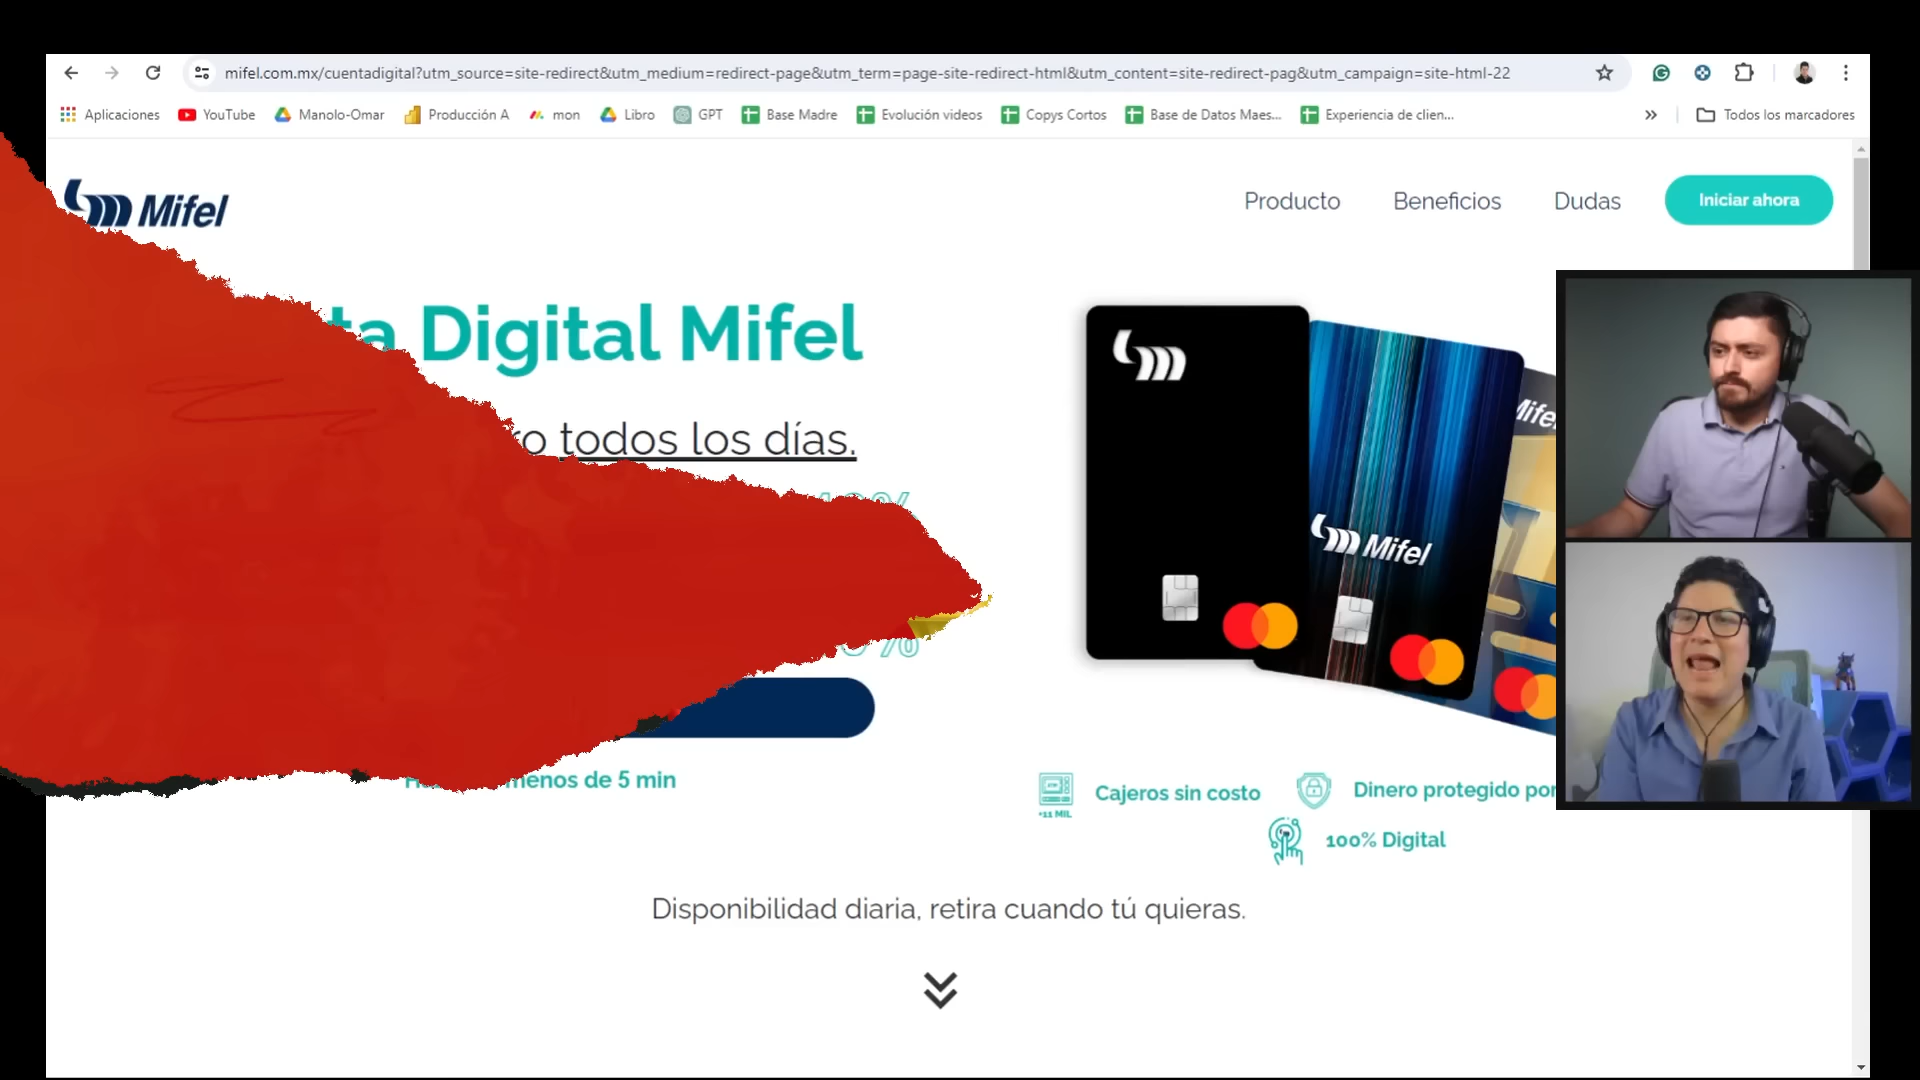 mifel.com.mx/cuentadigital?utm_source=site-redirect&utm_medium=redirect-page&utm_term=page-site-redirect-html&utm_content=site-redirect-pag&utm_campaign=site-html-22
Aplicaciones YouTube Manolo-Omar Producción A mon Libro GPT Base Madre Evolución videos Copys Cortos Base de Datos Maes... Experiencia de clien... » Todos los marcadores
Mifel Producto Beneficios Dudas Iniciar ahora
ta Digital Mifel
ro todos los días.
Mifel
menos de 5 min
+11 MIL Cajeros sin costo Dinero protegido por
100% Digital
Disponibilidad diaria, retira cuando tú quieras.